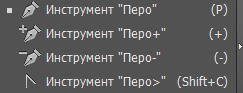 Инструмент "Перо" (P)
Инструмент "Перо+" (+)
Инструмент "Перо-" (-)
Инструмент "Перо>" (Shift+C)